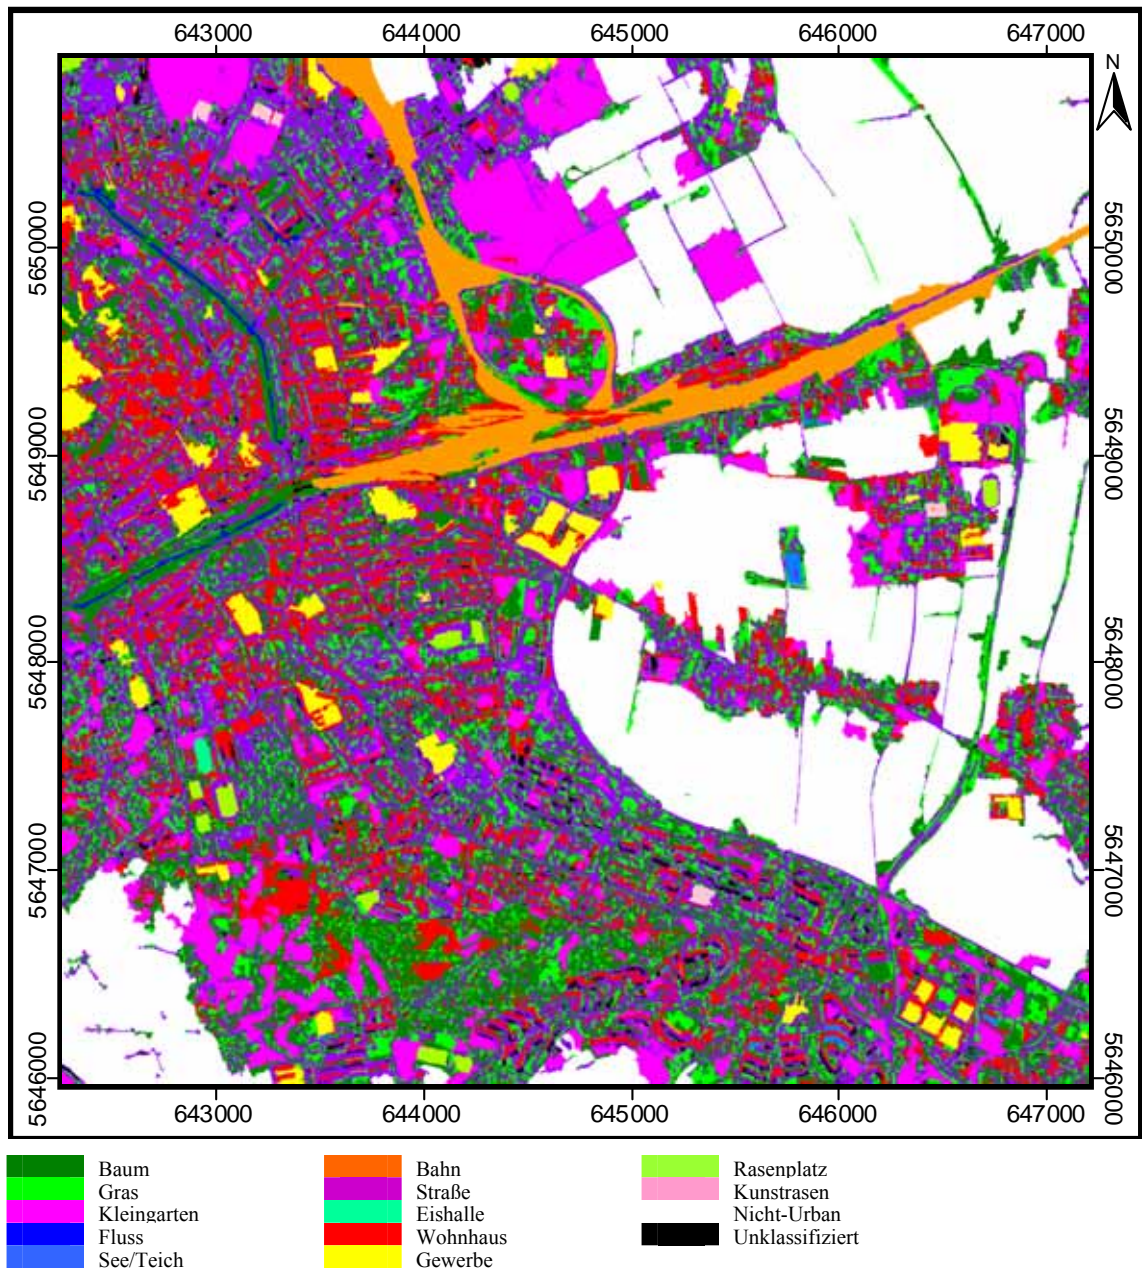 643000 644000 645000 646000 647000
N
5650000 5650000
5649000 5649000
5648000 5648000
5647000 5647000
5646000 5646000
643000 644000 645000 646000 647000
Baum Bahn Rasenplatz
Gras Straße Kunstrasen
Kleingarten Eishalle Nicht-Urban
Fluss Wohnhaus Unklassifiziert
See/Teich Gewerbe